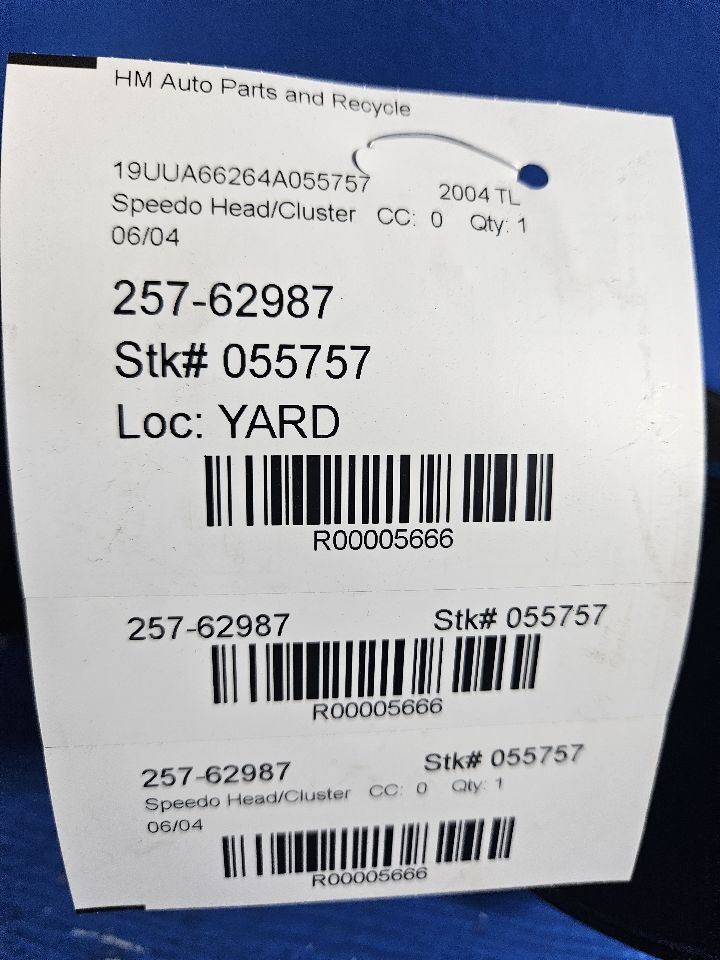 HM Auto Parts and Recycle
19UUA66264A055757 2004 TL
Speedo Head/Cluster CC: 0 Qty: 1
06/04
257-62987
Stk# 055757
Loc: YARD
R00005666
257-62987 Stk# 055757
R00005666
257-62987 Stk# 055757
Speedo Head/Cluster CC: 0 Qty: 1
06/04
R00005666